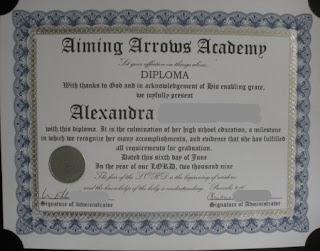 Aiming Arrows Academy
Set your affection on things above.
DIPLOMA
With thanks to God and in acknowledgement of His enabling grace,
we joyfully present
Alexandra
with this diploma. It is the culmination of her high school education, a milestone
in which we recognize her many accomplishments, and evidence that she has fulfilled
all requirements for graduation.
Dated this sixth day of June
In the year of our LORD, two thousand nine
The fear of the LORD is the beginning of wisdom
and the knowledge of the holy is understanding. Proverbs
Signature of Administrator
Signature of Administrator